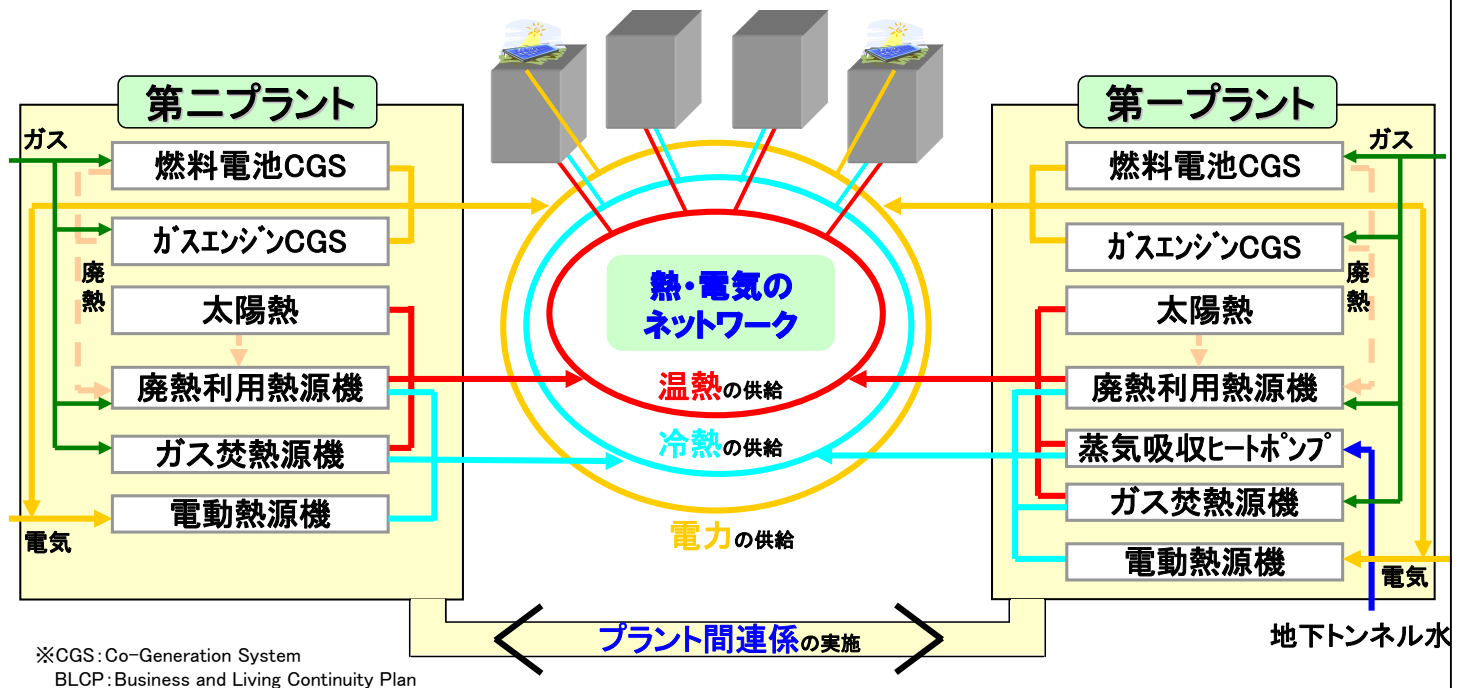 第二プラント
ガス
燃料電池CGS
ガスエンジンCGS
廃
熱
太陽熱
廃熱利用熱源機
ガス焚熱源機
電動熱源機
電気
熱・電気の
ネットワーク
温熱の供給
冷熱の供給
電力の供給
第一プラント
ガス
燃料電池CGS
ガスエンジンCGS
廃
熱
太陽熱
廃熱利用熱源機
蒸気吸収ヒートポンプ
ガス焚熱源機
電動熱源機
電気
地下トンネル水
プラント間連係の実施
※CGS:Co-Generation System
BLCP:Business and Living Continuity Plan